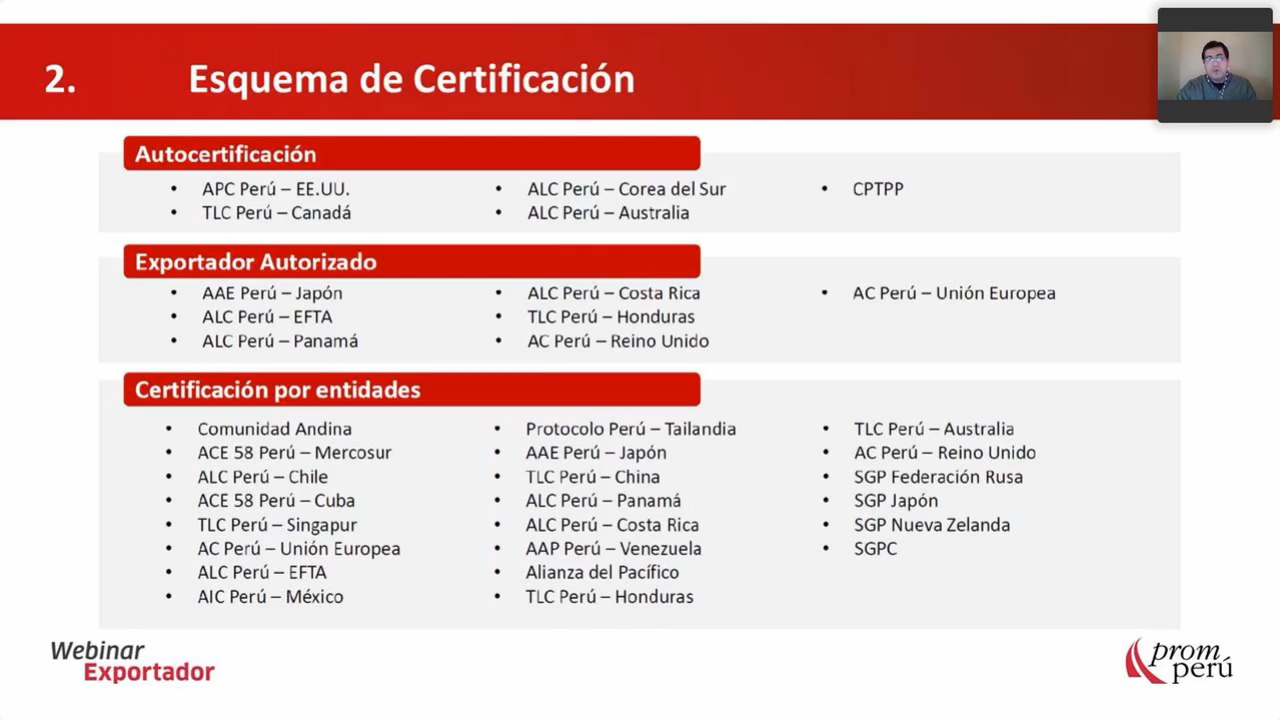 2. Esquema de Certificación
Autocertificación
• APC Perú – EE.UU.
• TLC Perú – Canadá
• ALC Perú – Corea del Sur
• ALC Perú – Australia
• CPTPP
Exportador Autorizado
• AAE Perú – Japón
• ALC Perú – EFTA
• ALC Perú – Panamá
• ALC Perú – Costa Rica
• TLC Perú – Honduras
• AC Perú – Reino Unido
• AC Perú – Unión Europea
Certificación por entidades
• Comunidad Andina
• ACE 58 Perú – Mercosur
• ALC Perú – Chile
• ACE 58 Perú – Cuba
• TLC Perú – Singapur
• AC Perú – Unión Europea
• ALC Perú – EFTA
• AIC Perú – México
• Protocolo Perú – Tailandia
• AAE Perú – Japón
• TLC Perú – China
• ALC Perú – Panamá
• ALC Perú – Costa Rica
• AAP Perú – Venezuela
• Alianza del Pacífico
• TLC Perú – Honduras
• TLC Perú – Australia
• AC Perú – Reino Unido
• SGP Federación Rusa
• SGP Japón
• SGP Nueva Zelanda
• SGPC
Webinar
Exportador
prom
perú